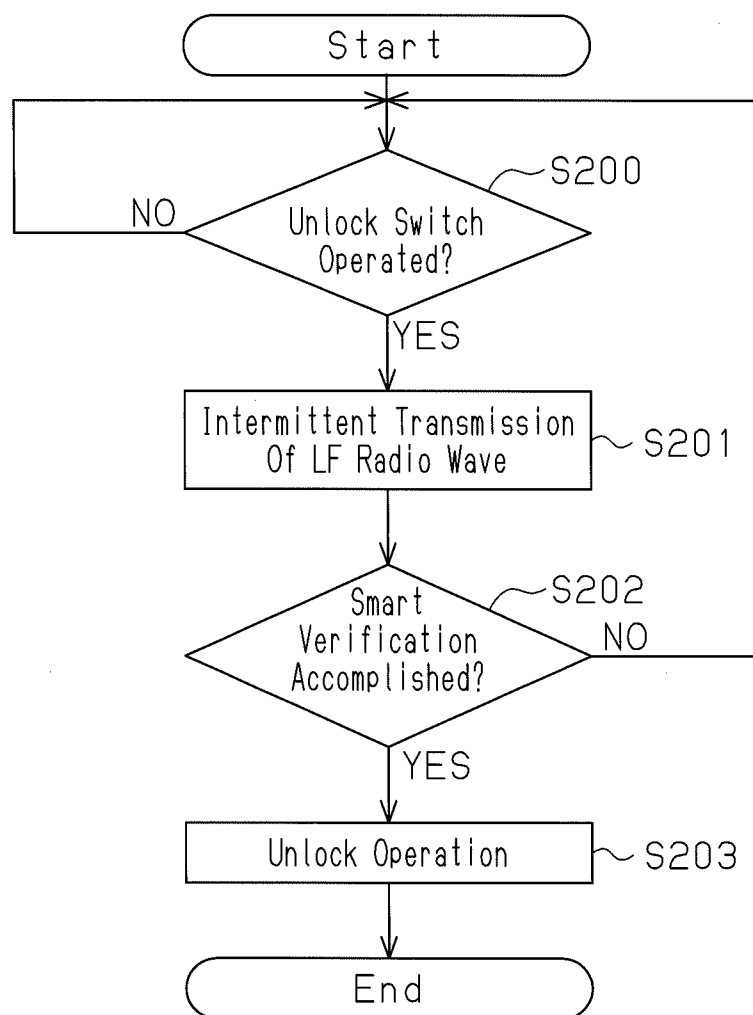 Start
S200
NO
Unlock Switch
Operated?
YES
Intermittent Transmission
Of LF Radio Wave
S201
S202
Smart
Verification
Accomplished?
NO
YES
Unlock Operation
S203
End